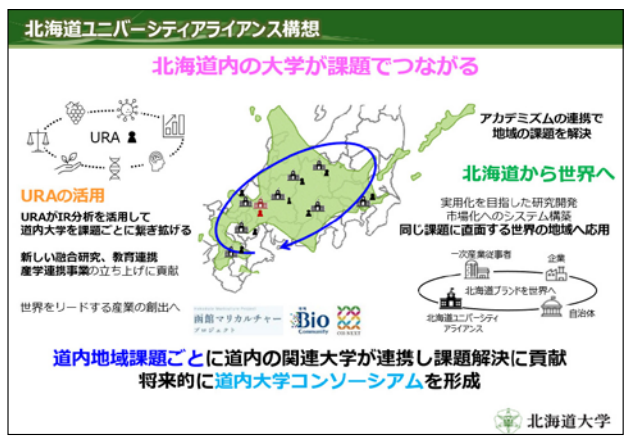 北海道ユニバーシティアライアンス構想
北海道内の大学が課題でつながる
URA
アカデミズムの連携で
地域の課題を解決
URAの活用
URAがIR分析を活用して
道内大学を課題ごとに繋ぎ拡げる
新しい融合研究、教育連携
産学連携事業の立ち上げに貢献
世界をリードする産業の創出へ
北海道から世界へ
実用化を目指した研究開発
市場化へのシステム構築
同じ課題に直面する世界の地域へ応用
一次産業従事者
企業
北海道ブランドを世界へ
北海道ユニバーシティ
アライアンス
自治体
函館マリカルチャー
プロジェクト
Bio
Community
道内地域課題ごとに道内の関連大学が連携し課題解決に貢献
将来的に道内大学コンソーシアムを形成
北海道大学